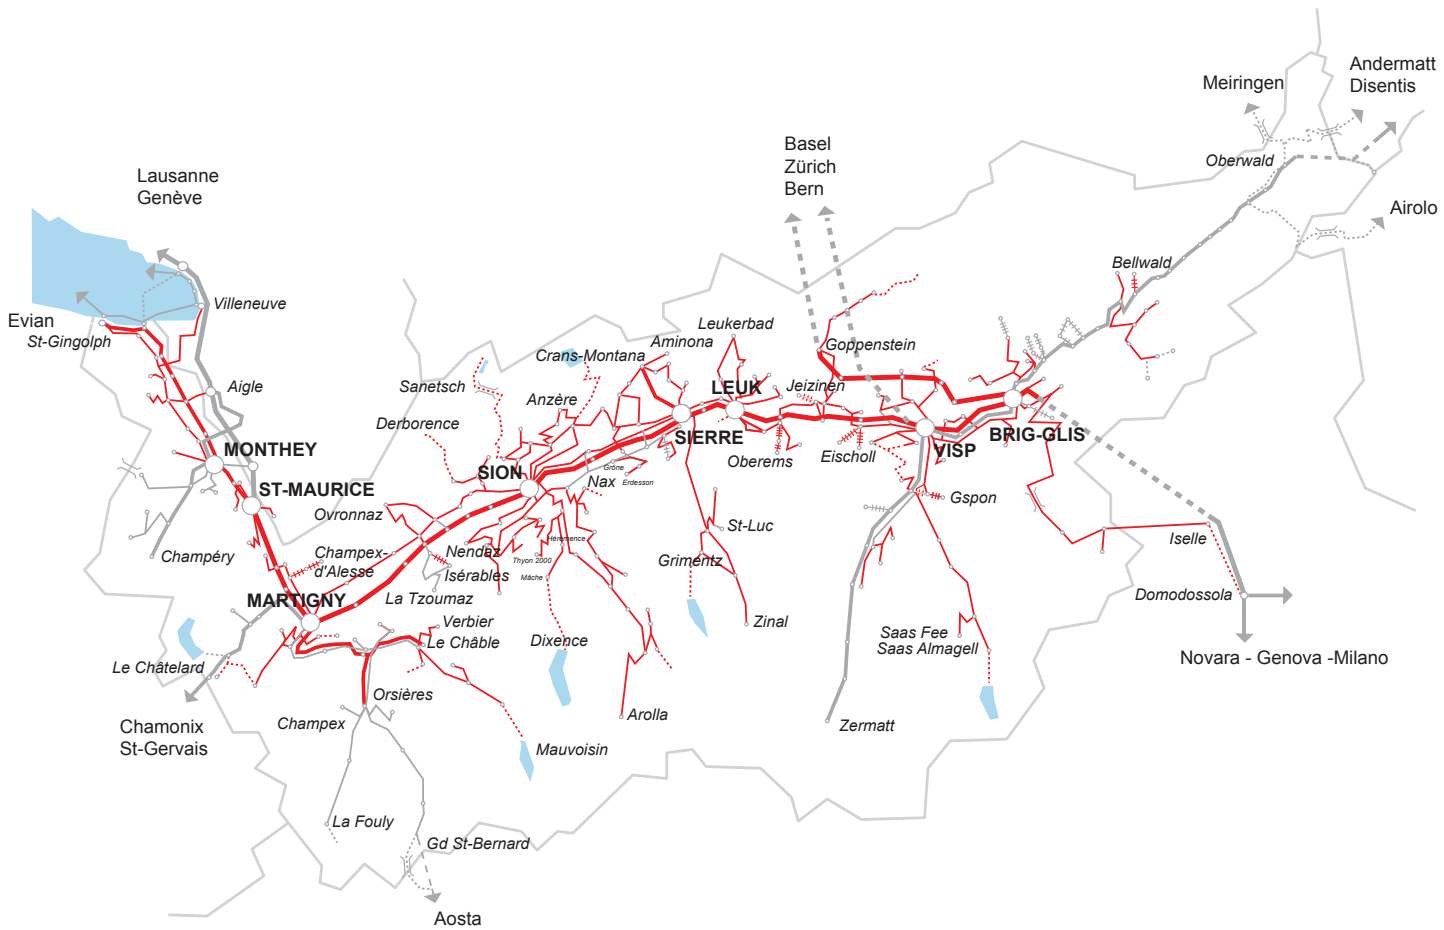 Andermatt
Disentis
Meiringen
Basel
Zürich
Bern
Oberwald
Lausanne
Genève
Airolo
Bellwald
Villeneuve
Evian
St-Gingolph
Leukerbad
Aminona
Goppenstein
Crans-Montana
Sanetsch
Aigle
LEUK
Jeizinen
Anzère
Derborence
SIERRE
BRIG-GLIS
MONTHEY
VISP
Oberems
Eischoll
SION
Grône
Erdesson
Nax
ST-MAURICE
Ovronnaz
Gspon
St-Luc
Iselle
Hérémence
Champéry
Champex-
d'Alesse
Nendaz
Thyon 2000
Isérables
Mâche
Grimentz
MARTIGNY
La Tzoumaz
Domodossola
Verbier
Zinal
Le Châble
Dixence
Saas Fee
Saas Almagell
Novara - Genova -Milano
Le Châtelard
Orsières
Chamonix
St-Gervais
Champex
Arolla
Zermatt
Mauvoisin
La Fouly
Gd St-Bernard
Aosta